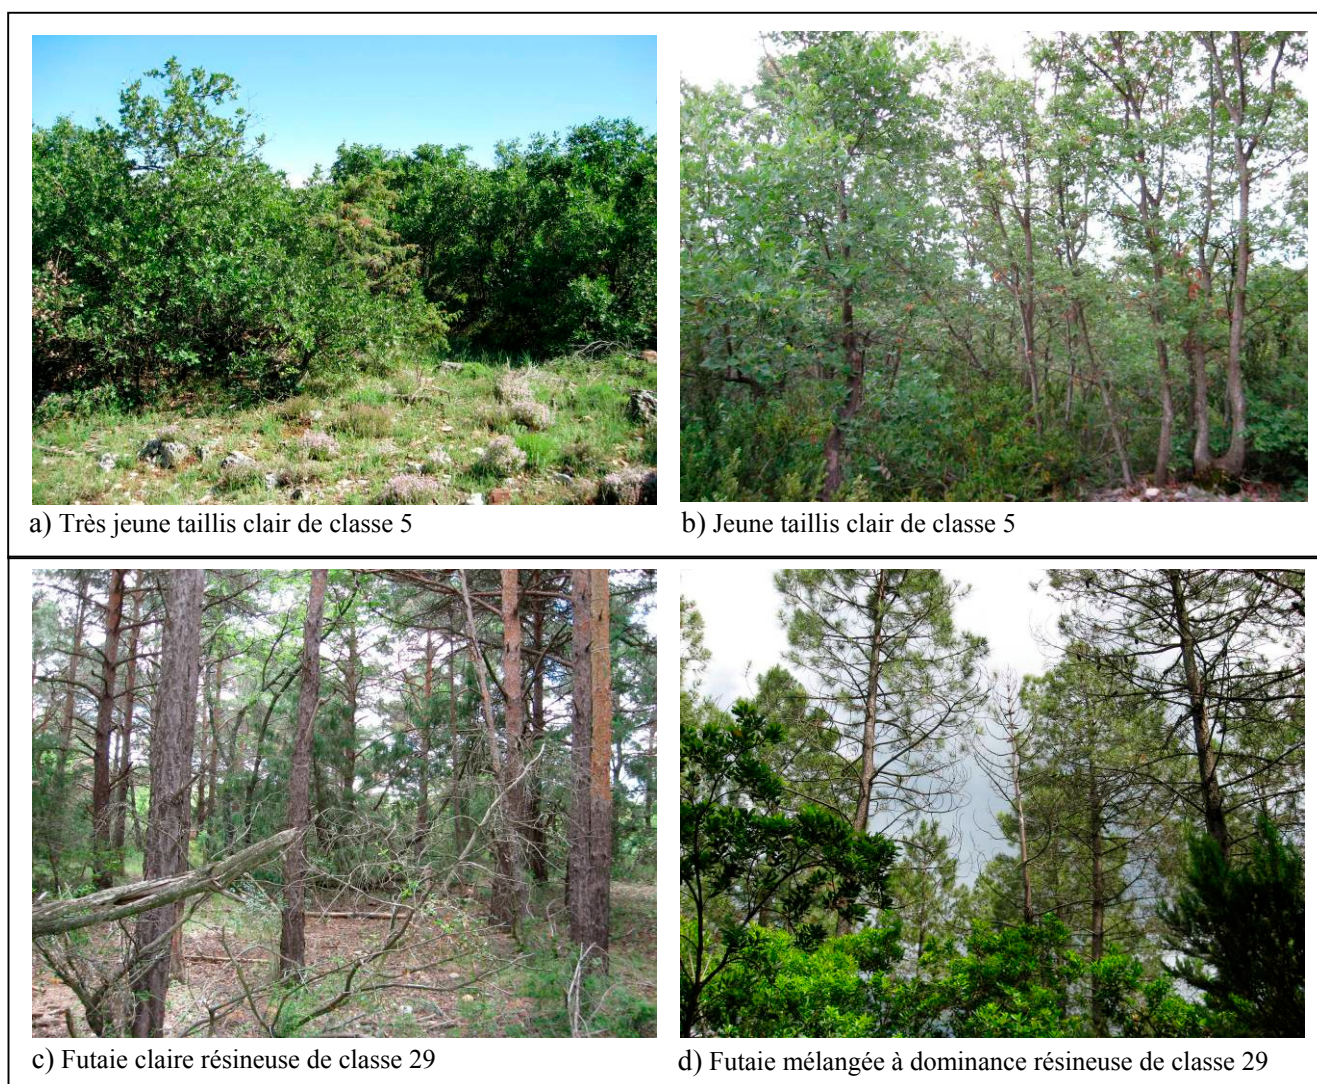 a) Très jeune taillis clair de classe 5
b) Jeune taillis clair de classe 5
c) Futaie claire résineuse de classe 29
d) Futaie mélangée à dominance résineuse de classe 29